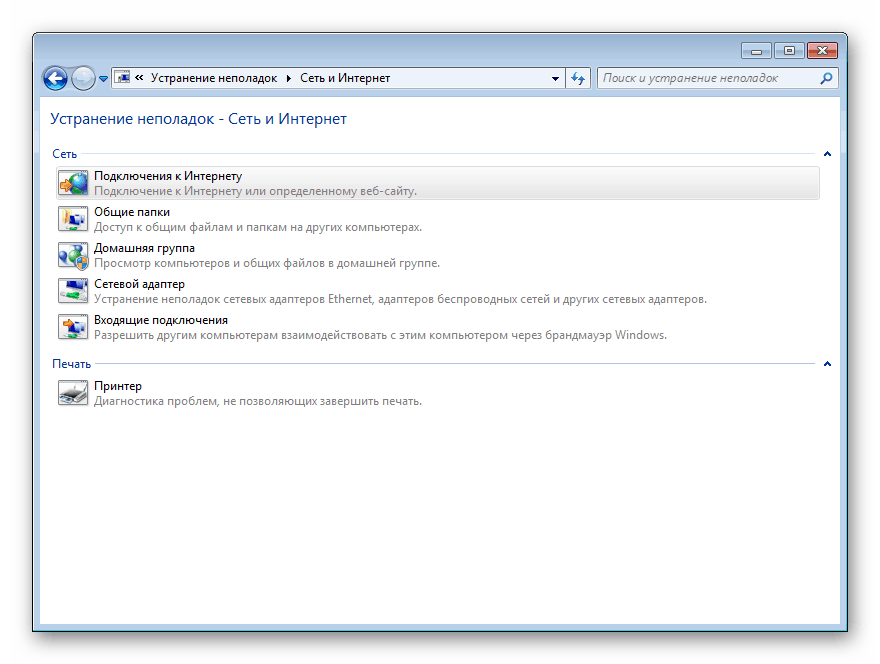 « Устранение неполадок ▸ Сеть и Интернет
Поиск и устранение неполадок
Устранение неполадок - Сеть и Интернет
Сеть
Подключения к Интернету
Подключение к Интернету или определенному веб-сайту.
Общие папки
Доступ к общим файлам и папкам на других компьютерах.
Домашняя группа
Просмотр компьютеров и общих файлов в домашней группе.
Сетевой адаптер
Устранение неполадок сетевых адаптеров Ethernet, адаптеров беспроводных сетей и других сетевых адаптеров.
Входящие подключения
Разрешить другим компьютерам взаимодействовать с этим компьютером через брандмауэр Windows.
Печать
Принтер
Диагностика проблем, не позволяющих завершить печать.